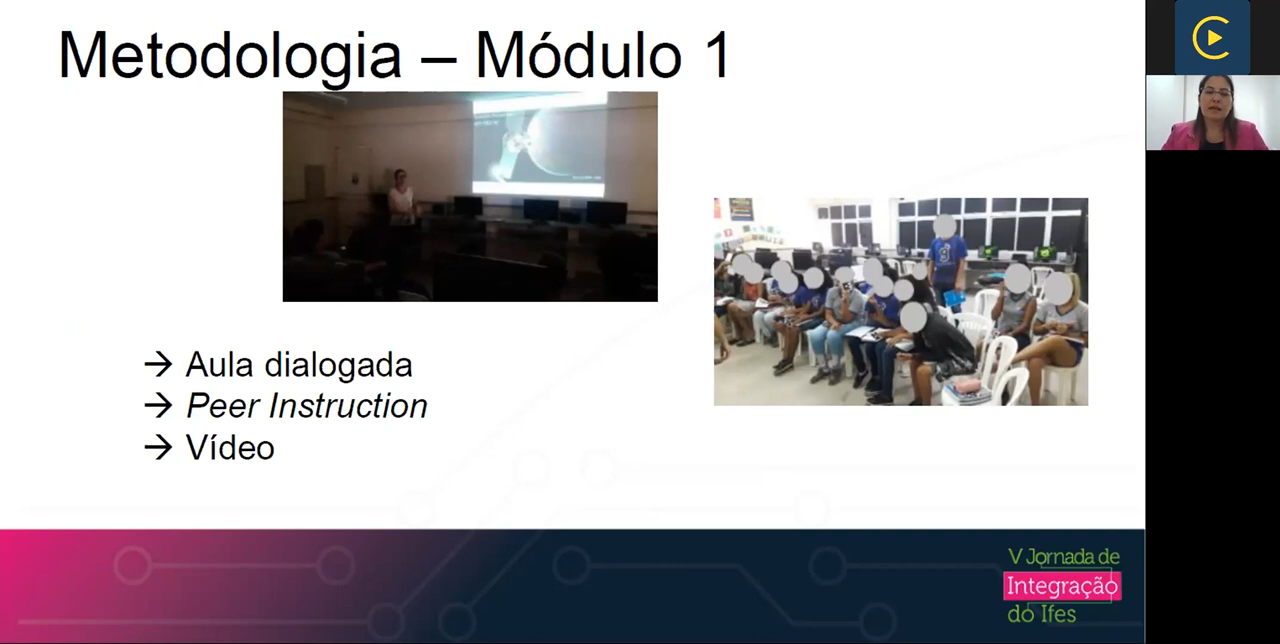 Metodologia – Módulo 1
→ Aula dialogada
→ Peer Instruction
→ Vídeo
V Jornada de
Integração
do Ifes